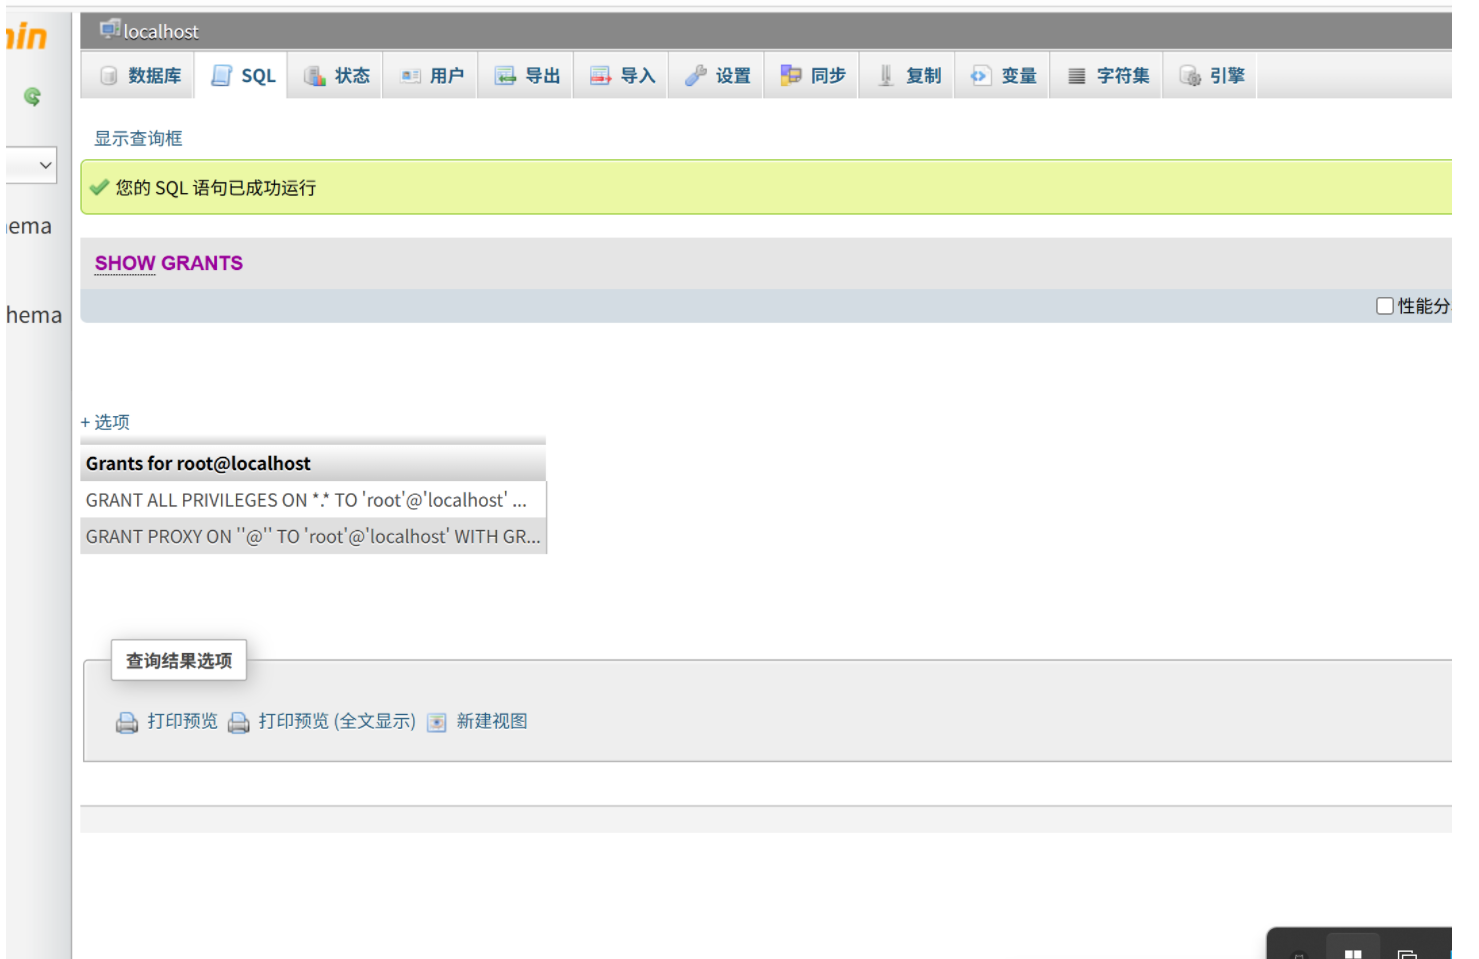 localhost
数据库 SQL 状态 用户 导出 导入 设置 同步 复制 变量 字符集 引擎
显示查询框
您的 SQL 语句已成功运行
ema
SHOW GRANTS
性能分
hema
+ 选项
Grants for root@localhost
GRANT ALL PRIVILEGES ON *.* TO 'root'@'localhost' ...
GRANT PROXY ON ''@'' TO 'root'@'localhost' WITH GR...
查询结果选项
打印预览 打印预览 (全文显示) 新建视图